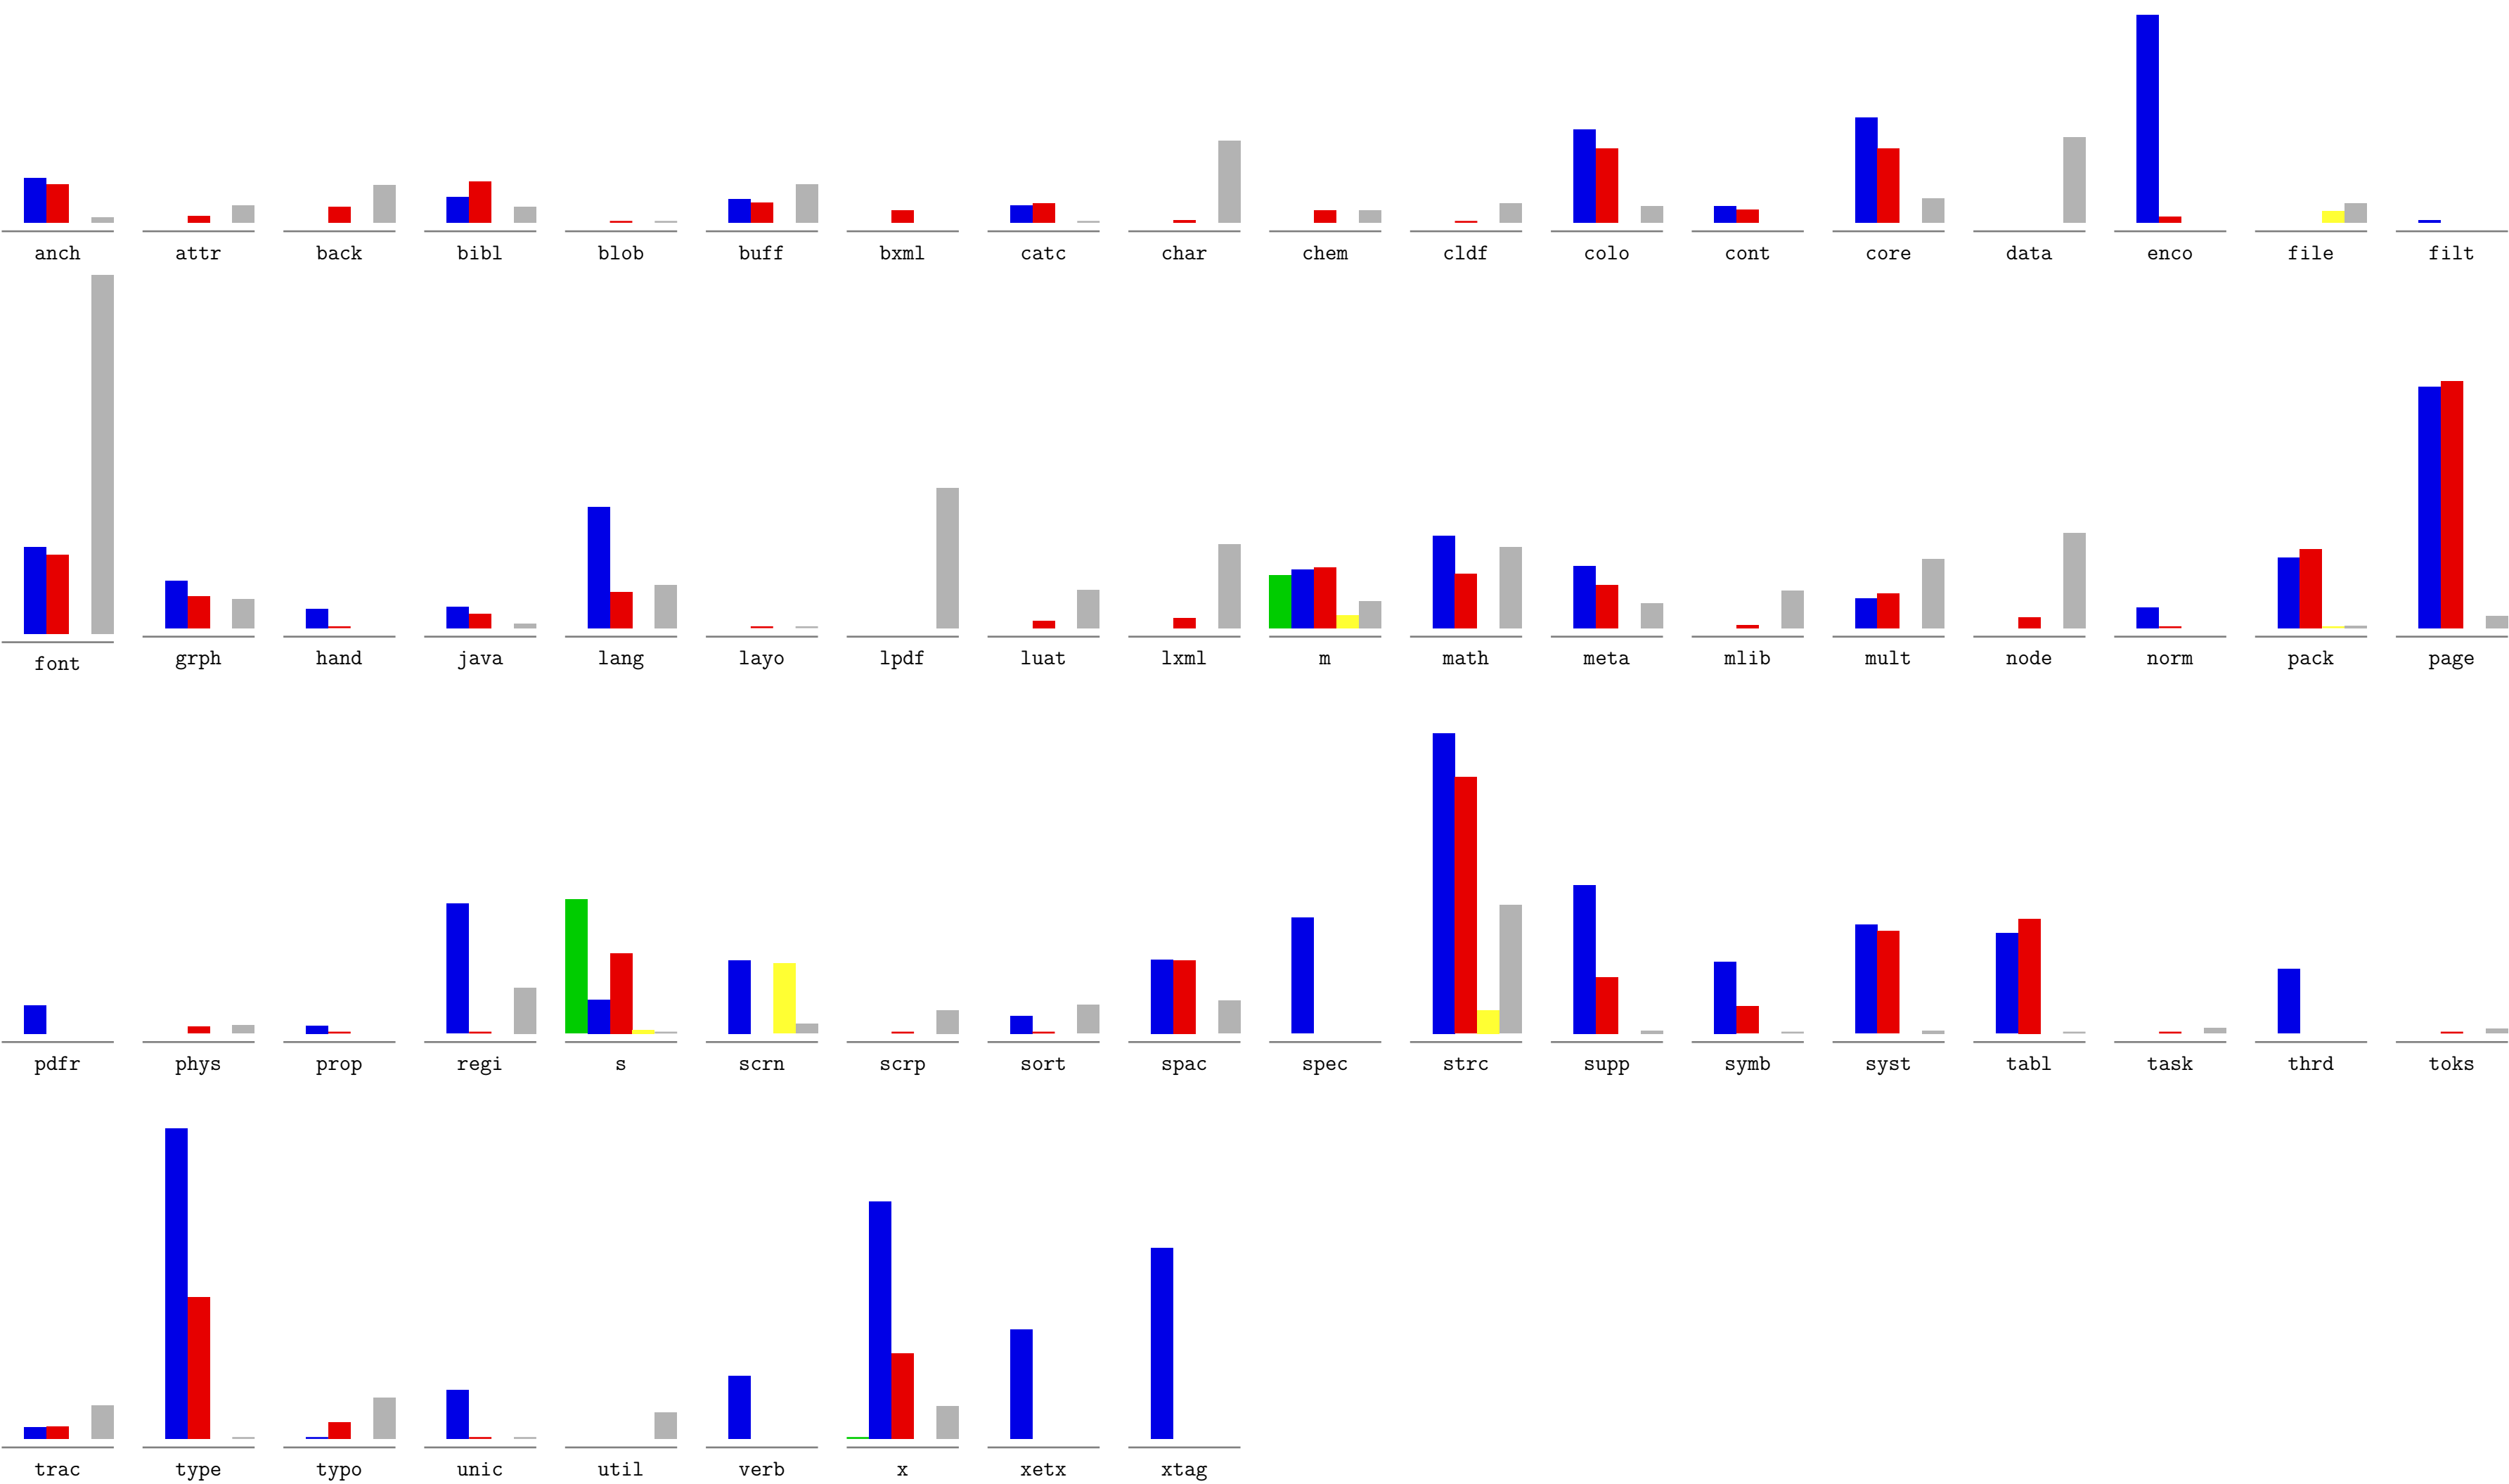 anch attr back bibl blob buff bxml catc char chem cldf colo cont core data enco file filt
font grph hand java lang layo lpdf luat lxml m math meta mlib mult node norm pack page
pdfr phys prop regi s scrn scrp sort spac spec strc supp symb syst tabl task thrd toks
trac type typo unic util verb x xetx xtag